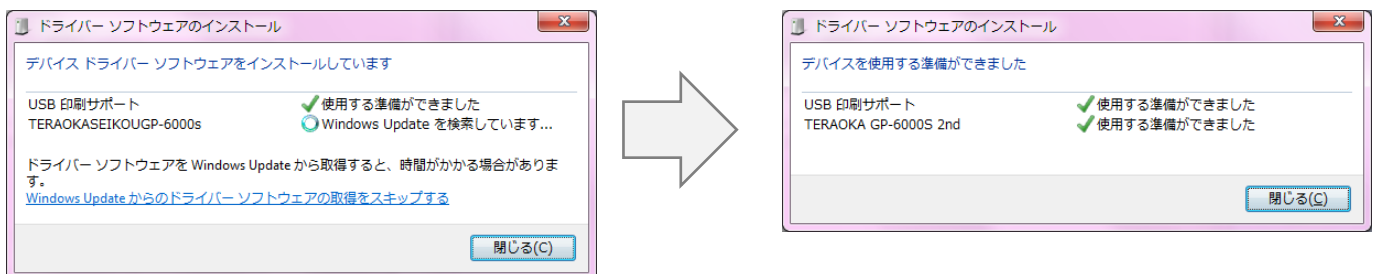 ドライバー ソフトウェアのインストール
デバイス ドライバー ソフトウェアをインストールしています
USB 印刷サポート 使用する準備ができました
TERAOKASEIKOUGP-6000s Windows Update を検索しています...
ドライバー ソフトウェアを Windows Update から取得すると、時間がかかる場合がありま
す。
Windows Update からのドライバー ソフトウェアの取得をスキップする
閉じる(C)
ドライバー ソフトウェアのインストール
デバイスを使用する準備ができました
USB 印刷サポート 使用する準備ができました
TERAOKA GP-6000S 2nd 使用する準備ができました
閉じる(C)